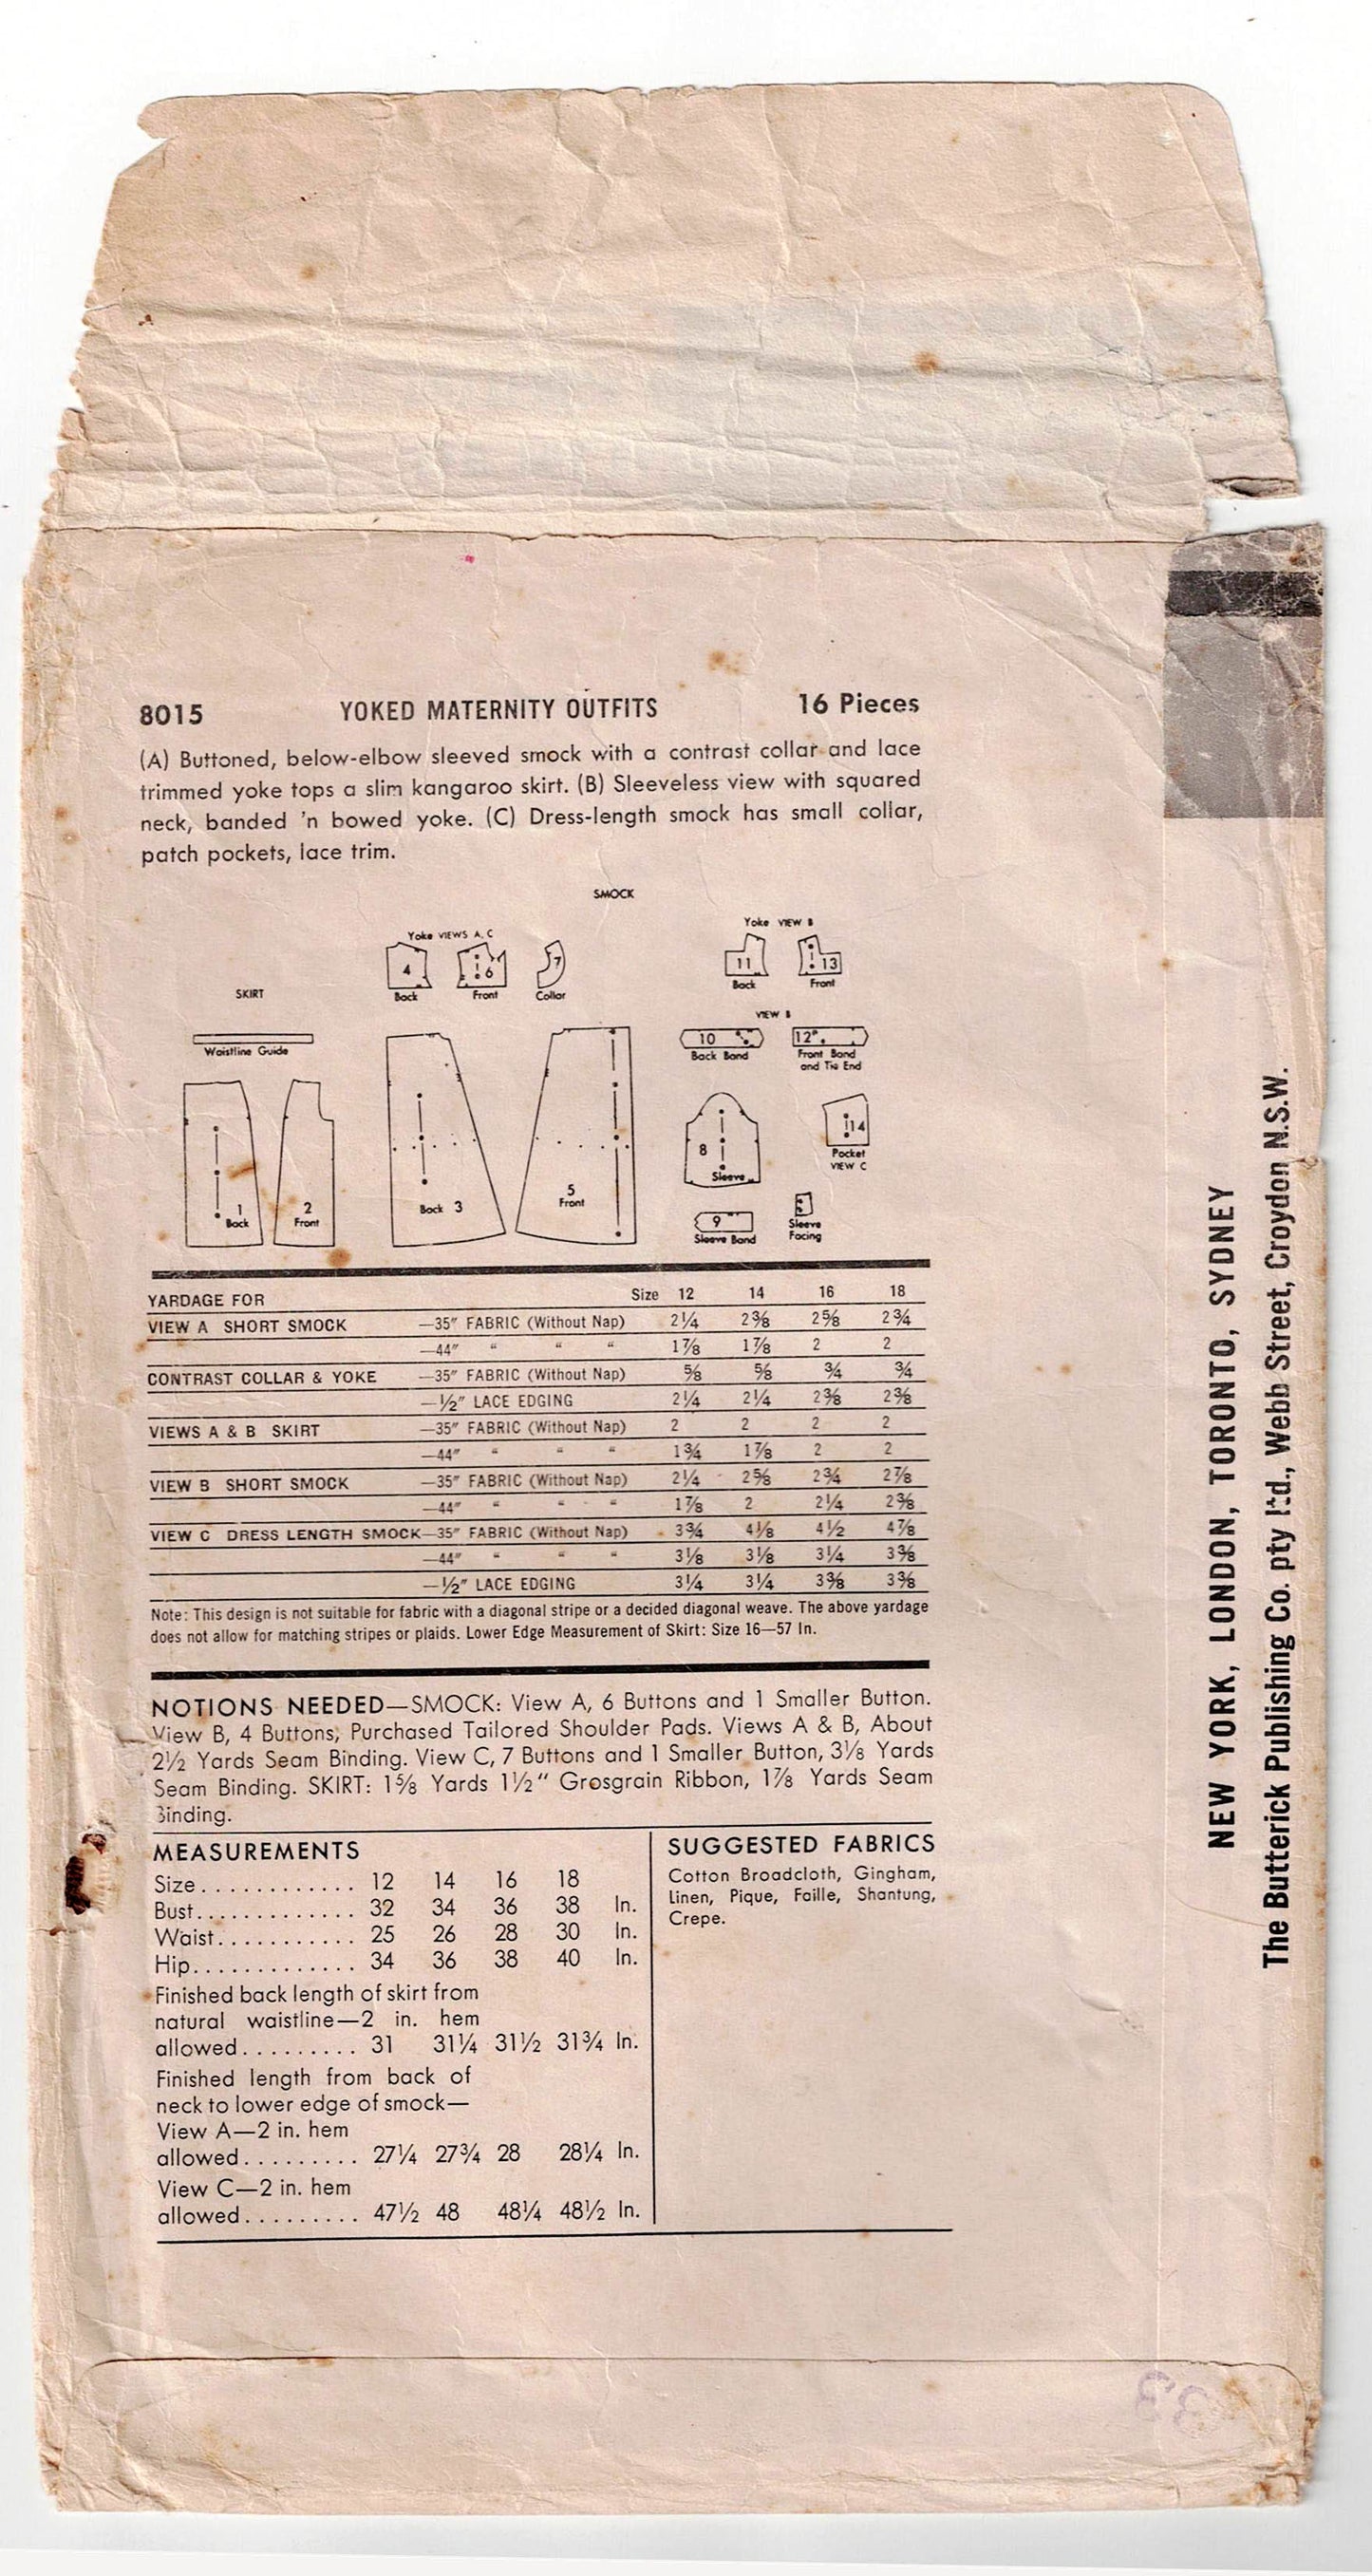 8015 YOKED MATERNITY OUTFITS 16 Pieces
(A) Buttoned, below-elbow sleeved smock with a contrast collar and lace
trimmed yoke tops a slim kangaroo skirt. (B) Sleeveless view with squared
neck, banded 'n bowed yoke. (C) Dress-length smock has small collar,
patch pockets, lace trim.
SMOCK
Yoke VIEWS A, C
4 Back
6 Front
7 Collar
Yoke VIEW B
11 Back
13 Front
SKIRT
Waistline Guide
1 Back
2 Front
Back 3
5 Front
VIEW B
10 Back Band
12 Front Band
and Tie End
8 Sleeve
14 Pocket
VIEW C
9 Sleeve Band
Sleeve
Facing
YARDAGE FOR Size 12 14 16 18
VIEW A SHORT SMOCK —35" FABRIC (Without Nap) 2¼ 2⅜ 2⅝ 2¾
—44" " " " 1⅞ 1⅞ 2 2
CONTRAST COLLAR & YOKE —35" FABRIC (Without Nap) ⅝ ⅝ ¾ ¾
—½" LACE EDGING 2¼ 2¼ 2⅜ 2⅜
VIEWS A & B SKIRT —35" FABRIC (Without Nap) 2 2 2 2
—44" " " " 1¾ 1⅞ 2 2
VIEW B SHORT SMOCK —35" FABRIC (Without Nap) 2¼ 2⅝ 2¾ 2⅞
—44" " " " 1⅞ 2 2¼ 2⅜
VIEW C DRESS LENGTH SMOCK—35" FABRIC (Without Nap) 3¾ 4⅛ 4½ 4⅞
—44" " " " 3⅛ 3⅛ 3¼ 3⅜
—½" LACE EDGING 3¼ 3¼ 3⅜ 3⅜
Note: This design is not suitable for fabric with a diagonal stripe or a decided diagonal weave. The above yardage
does not allow for matching stripes or plaids. Lower Edge Measurement of Skirt: Size 16—57 In.
NOTIONS NEEDED—SMOCK: View A, 6 Buttons and 1 Smaller Button.
View B, 4 Buttons, Purchased Tailored Shoulder Pads. Views A & B, About
2½ Yards Seam Binding. View C, 7 Buttons and 1 Smaller Button, 3⅛ Yards
Seam Binding. SKIRT: 1⅝ Yards 1½" Grosgrain Ribbon, 1⅞ Yards Seam
Binding.
MEASUREMENTS
Size............ 12 14 16 18
Bust............. 32 34 36 38 In.
Waist........... 25 26 28 30 In.
Hip............. 34 36 38 40 In.
Finished back length of skirt from
natural waistline—2 in. hem
allowed......... 31 31¼ 31½ 31¾ In.
Finished length from back of
neck to lower edge of smock—
View A—2 in. hem
allowed......... 27¼ 27¾ 28 28¼ In.
View C—2 in. hem
allowed......... 47½ 48 48¼ 48½ In.
SUGGESTED FABRICS
Cotton Broadcloth, Gingham,
Linen, Pique, Faille, Shantung,
Crepe.
NEW YORK, LONDON, TORONTO, SYDNEY
The Butterick Publishing Co. pty ltd., Webb Street, Croydon N.S.W.